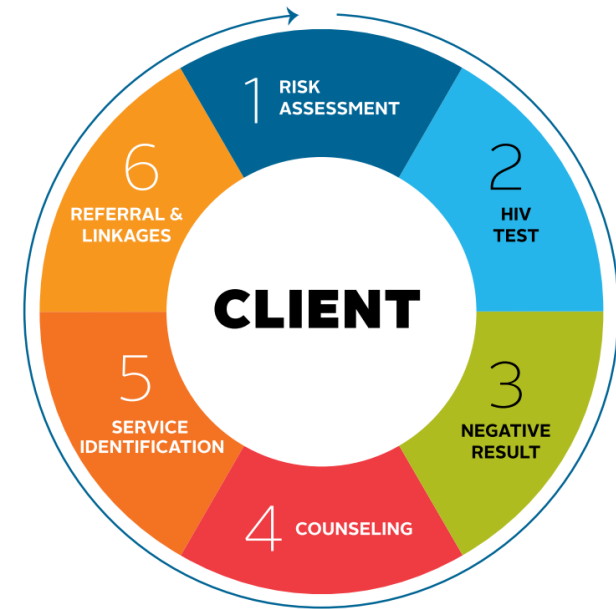 1 RISK
ASSESSMENT
2
HIV
TEST
3
NEGATIVE
RESULT
4 COUNSELING
5
SERVICE
IDENTIFICATION
6
REFERRAL &
LINKAGES
CLIENT